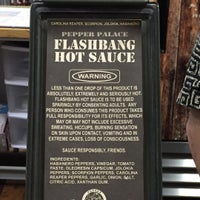 CAROLINA REAPER, SCORPION, JOLOKIA, HABANERO
PEPPER PALACE
FLASHBANG
HOT SAUCE
WARNING
LESS THAN ONE DROP OF THIS PRODUCT IS
ABSOLUTELY, EXTREMELY AND SERIOUSLY HOT.
FLASHBANG HOT SAUCE IS TO BE USED
SPARINGLY BY CONSENTING ADULTS. ANY
PERSON WHO CONSUMES THIS PRODUCT TAKES
FULL RESPONSIBILITY FOR ITS EFFECTS, WHICH
MAY OR MAY NOT INCLUDE EXCESSIVE
SWEATING, HICCUPS, BURNING SENSATION
ON SKIN OR CONTACT, VOMITING AND IN
EXTREME CASES, LOSS OF CONSCIOUSNESS.
SAUCE RESPONSIBLY, FRIENDS.
INGREDIENTS:
HABANERO PEPPERS, VINEGAR, TOMATO
PASTE, OLEORESIN CAPSICUM, JOLOKIA
PEPPERS, SCORPION PEPPERS, CAROLINA
REAPER PEPPERS, GARLIC, ONION, SALT,
CITRIC ACID, XANTHAN GUM.